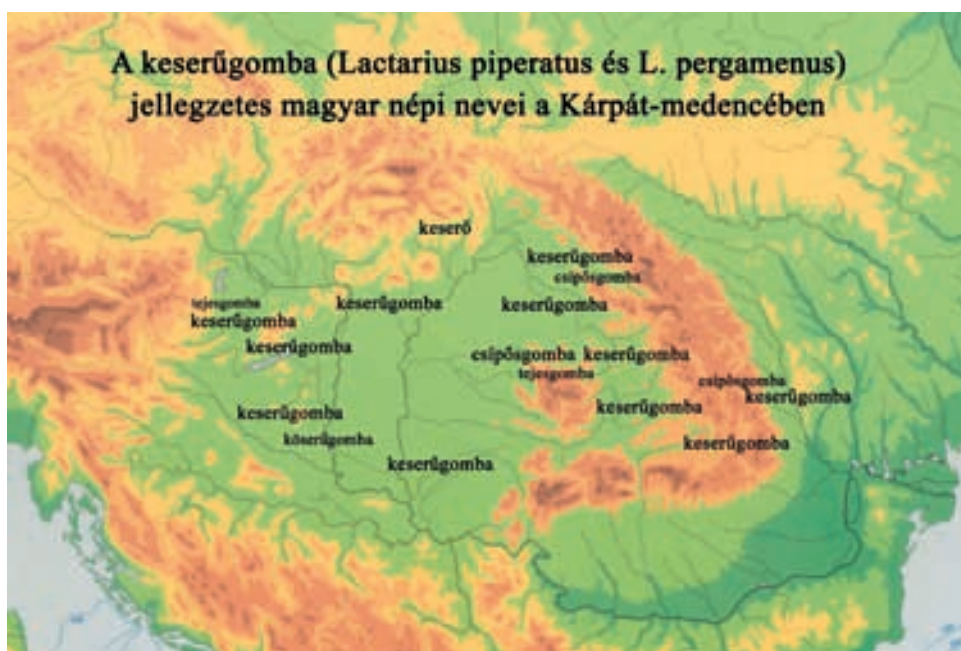 A keserűgomba (Lactarius piperatus és L. pergamenus)
jellegzetes magyar népi nevei a Kárpát-medencében
keserő
keserűgomba
csípősgomba
tejesgomba
keserűgomba
keserűgomba
keserűgomba
keserűgomba
csípősgomba keserűgomba
tejesgomba
csípősgomba
keserűgomba
keserűgomba
keserűgomba
köserűgomba
keserűgomba
keserűgomba